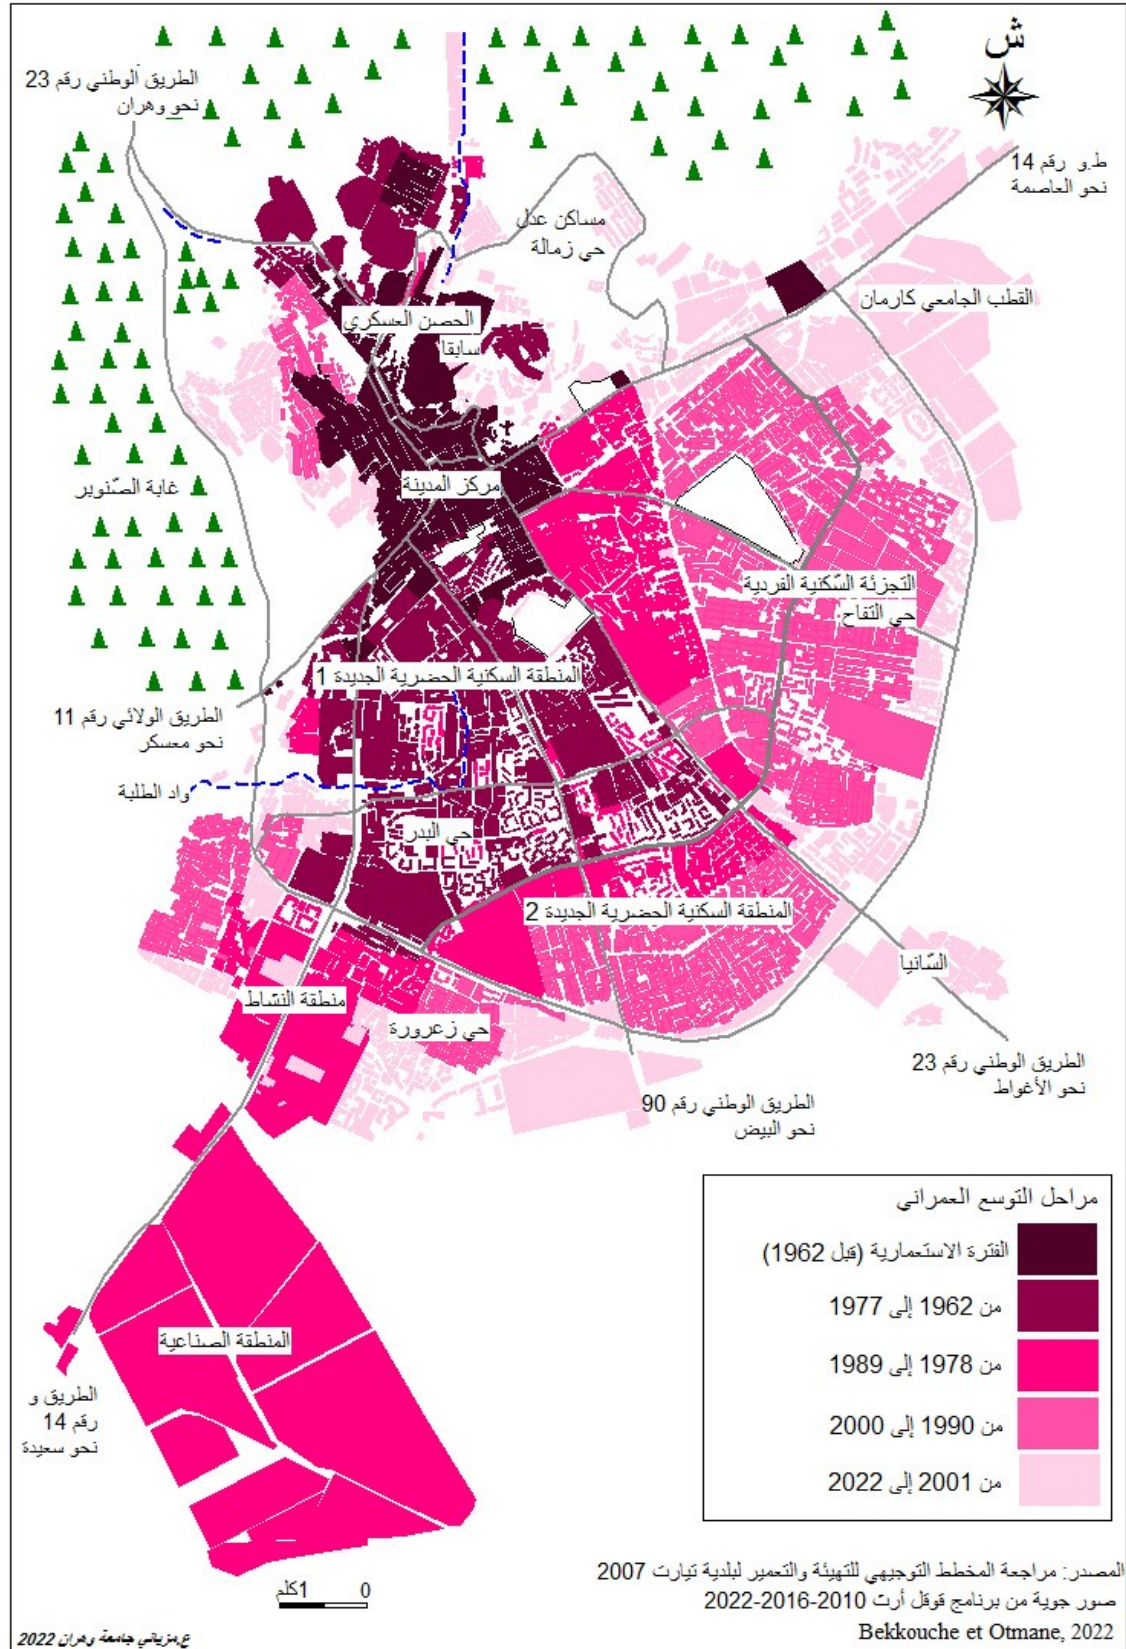 ش
الطريق الوطني رقم 23
نحو وهران
ط.و رقم 14
نحو العاصمة
مساكن عدل
حي زمالة
القطب الجامعي كارمان
الحصن العسكري
سابقا
مركز المدينة
غابة الصّنوبر
التجزئة السّكنية الفردية
حي التفاح
المنطقة السكنية الحضرية الجديدة 1
الطريق الولائي رقم 11
نحو معسكر
واد الطلبة
حي البدر
المنطقة السكنية الحضرية الجديدة 2
السّانيا
منطقة النشاط
حي زعرورة
الطريق الوطني رقم 23
نحو الأغواط
الطريق الوطني رقم 90
نحو البيض
المنطقة الصناعية
الطريق و
رقم 14
نحو سعيدة
مراحل التوسع العمراني
الفترة الاستعمارية (قبل 1962)
من 1962 إلى 1977
من 1978 إلى 1989
من 1990 إلى 2000
من 2001 إلى 2022
0 1كلم
المصدر: مراجعة المخطط التوجيهي للتهيئة والتعمير لبلدية تيارت 2007
صور جوية من برنامج قوقل أرت 2010-2016-2022
Bekkouche et Otmane, 2022
ع.مزياني جامعة وهران 2022